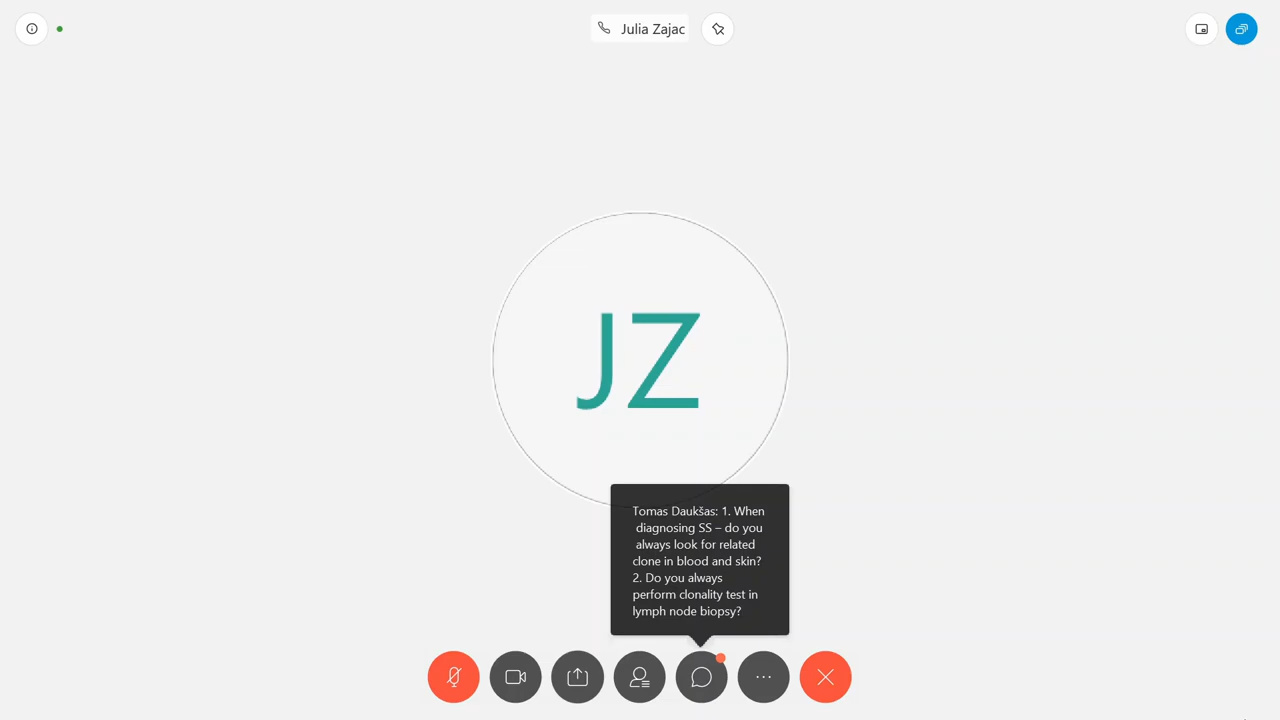 Julia Zajac
JZ
Tomas Daukšas: 1. When
diagnosing SS – do you
always look for related
clone in blood and skin?
2. Do you always
perform clonality test in
lymph node biopsy?